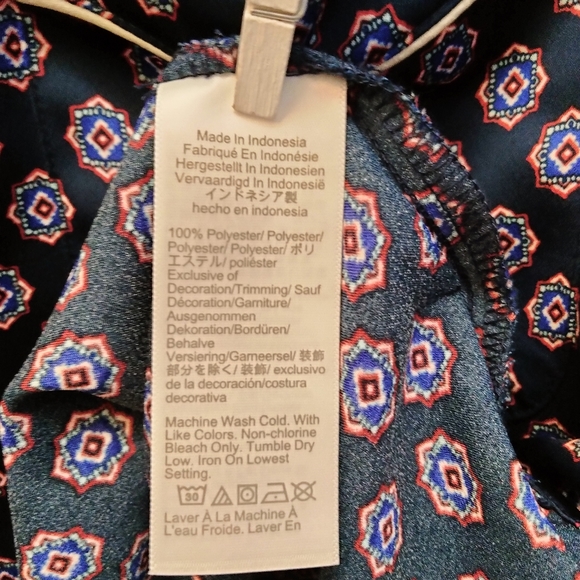 Made In Indonesia
Fabriqué En Indonésie
Hergestellt In Indonesien
Vervaardigd In Indonesië
インドネシア製
hecho en indonesia
100% Polyester/ Polyester/
Polyester/ Polyester/ ポリ
エステル/ poliéster
Exclusive of
Decoration/Trimming/ Sauf
Décoration/Garniture/
Ausgenommen
Dekoration/Bordüren/
Behalve
Versiering/Garneersel/ 装飾
部分を除く/ 装飾/ exclusivo
de la decoración/costura
decorativa
Machine Wash Cold. With
Like Colors. Non-chlorine
Bleach Only. Tumble Dry
Low. Iron On Lowest
Setting.
30
Laver À La Machine À
L'eau Froide. Laver En